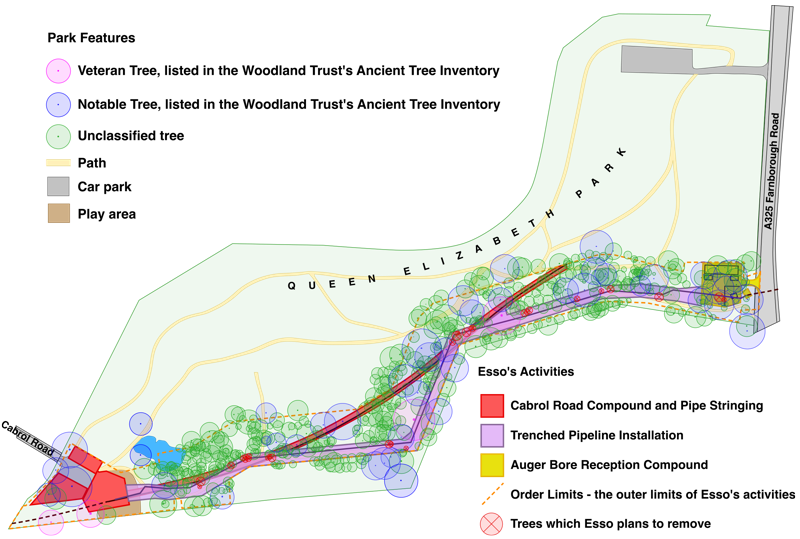 Park Features
Veteran Tree, listed in the Woodland Trust's Ancient Tree Inventory
Notable Tree, listed in the Woodland Trust's Ancient Tree Inventory
Unclassified tree
Path
Car park
Play area
A325 Farnborough Road
QUEEN ELIZABETH PARK
Cabrol Road
Esso's Activities
Cabrol Road Compound and Pipe Stringing
Trenched Pipeline Installation
Auger Bore Reception Compound
Order Limits - the outer limits of Esso's activities
Trees which Esso plans to remove